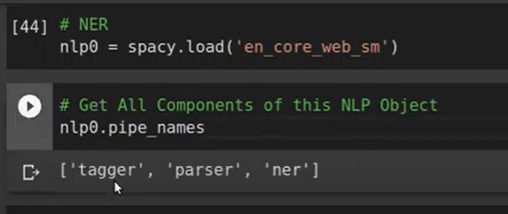 [44] # NER
nlp0 = spacy.load('en_core_web_sm')
# Get All Components of this NLP Object
nlp0.pipe_names
['tagger', 'parser', 'ner']